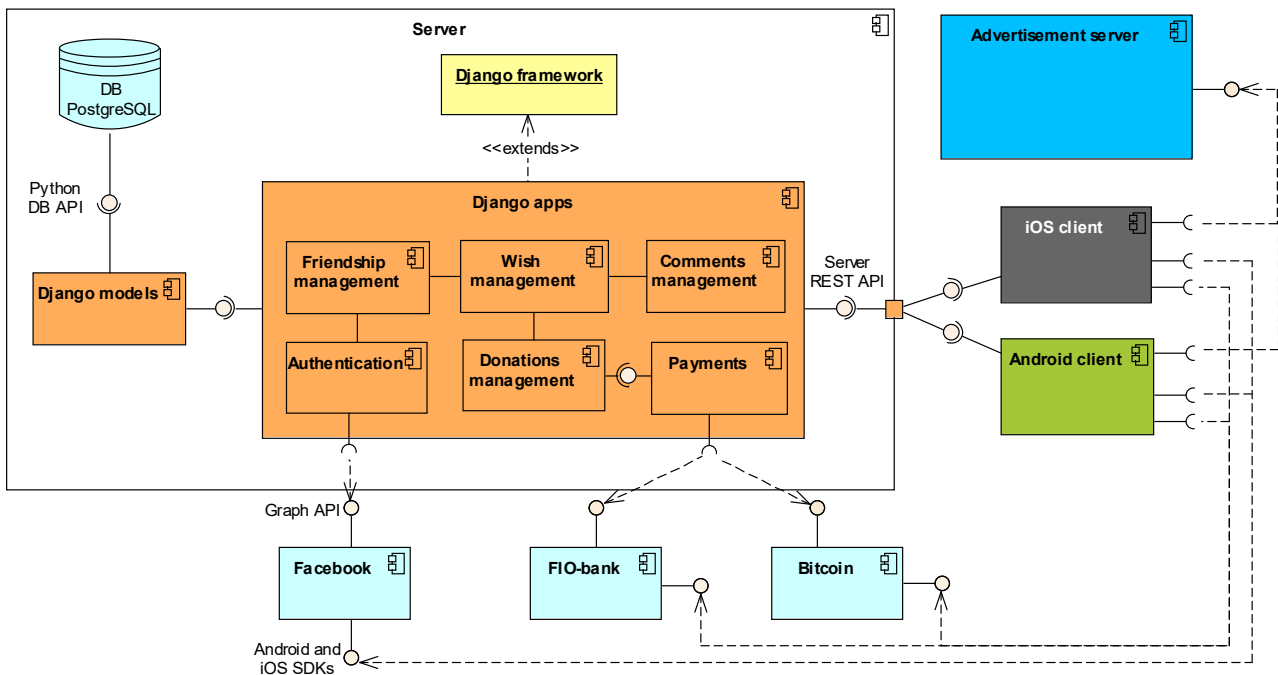 Server
Advertisement server
Django framework
DB
PostgreSQL
<<extends>>
Python
DB API
Django apps
iOS client
Friendship
management
Wish
management
Comments
management
Server
REST API
Django models
Authentication
Donations
management
Payments
Android client
Graph API
Facebook
FIO-bank
Bitcoin
Android and
iOS SDKs